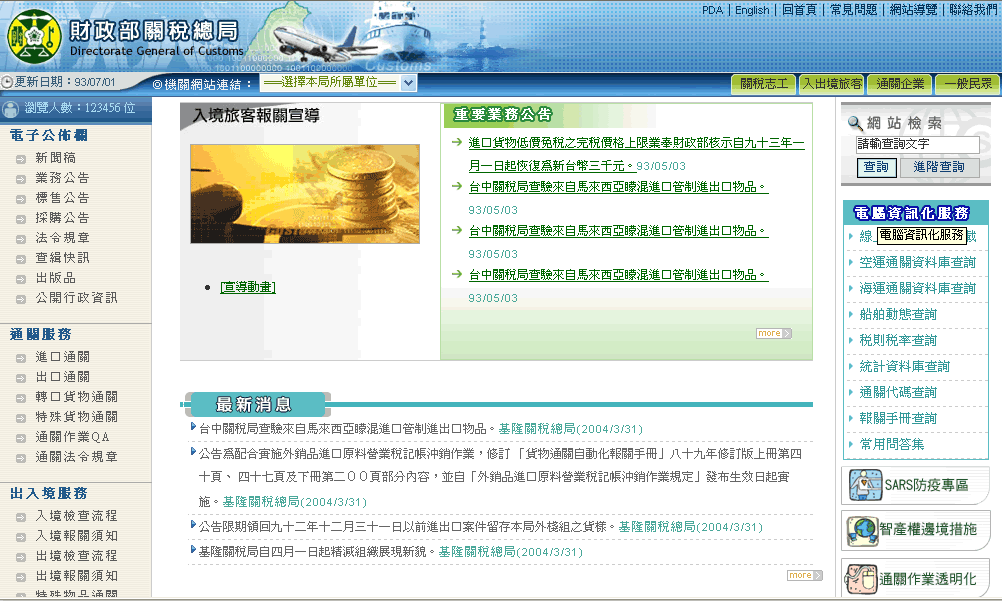 PDA | English | 回首頁 | 常見問題 | 網站導覽 | 聯絡我們
財政部關稅總局
Directorate General of Customs
Customs
更新日期：93/07/01
◎機關網站連結：
──選擇本局所屬單位──
關稅志工
入出境旅客
通關企業
一般民眾
瀏覽人數：123456 位
電子公佈欄
新聞稿
業務公告
標售公告
採購公告
法令規章
查緝快訊
出版品
公開行政資訊
通關服務
進口通關
出口通關
轉口貨物通關
特殊貨物通關
通關作業QA
通關法令規章
出入境服務
入境檢查流程
入境報關須知
出境檢查流程
出境報關須知
特殊物品通關
入境旅客報關宣導
[宣導動畫]
重要業務公告
進口貨物低價免稅之完稅價格上限業奉財政部核示自九十三年一
月一日起恢復為新台幣三千元。93/05/03
台中關稅局查驗來自馬來西亞矇混進口管制進出口物品。
93/05/03
台中關稅局查驗來自馬來西亞矇混進口管制進出口物品。
93/05/03
台中關稅局查驗來自馬來西亞矇混進口管制進出口物品。
93/05/03
more
最新消息
台中關稅局查驗來自馬來西亞矇混進口管制進出口物品。基隆關稅局(2004/3/31)
公告為配合實施外銷品進口原料營業稅記帳沖銷作業，修訂「貨物通關自動化報關手冊」八十九年修訂版上冊第四
十頁、 四十七頁及下冊第二００頁部分內容，並自「外銷品進口原料營業稅記帳沖銷作業規定」發布生效日起實
施。基隆關稅局(2004/3/31)
公告限期領回九十二年十二月三十一日以前進出口案件留存本局外棧組之貨樣。基隆關稅局(2004/3/31)
基隆關稅局自四月一日起精減組織展現新貌。基隆關稅局(2004/3/31)
more
網站檢索
請輸查詢文字
查詢
進階查詢
電腦資訊化服務
線
電腦資訊化服務
載
空運通關資料庫查詢
海運通關資料庫查詢
船舶動態查詢
稅則稅率查詢
統計資料庫查詢
通關代碼查詢
報關手冊查詢
常用問答集
SARS防疫專區
智產權邊境措施
通關作業透明化